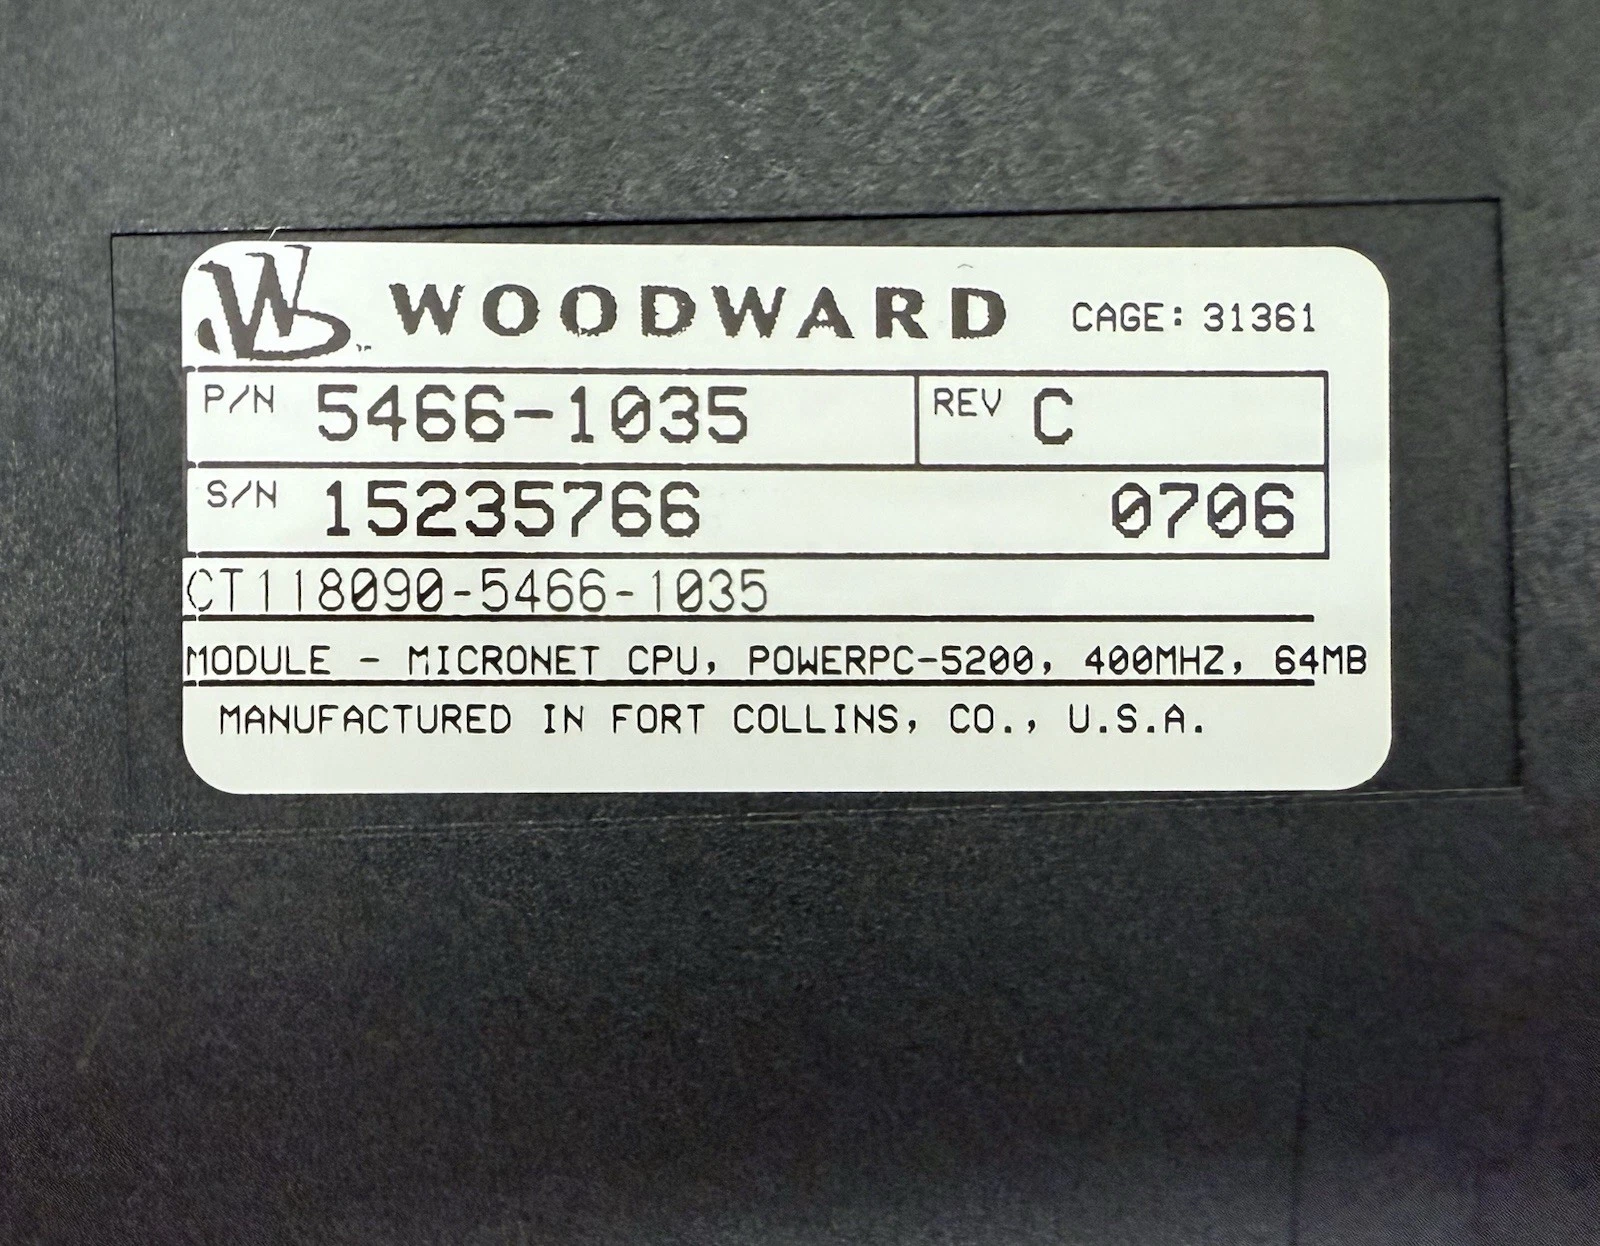 WOODWARD CAGE: 31361
P/N 5466-1035 REV C
S/N 15235766 0706
CT118090-5466-1035
MODULE - MICRONET CPU, POWERPC-5200, 400MHZ, 64MB
MANUFACTURED IN FORT COLLINS, CO., U.S.A.